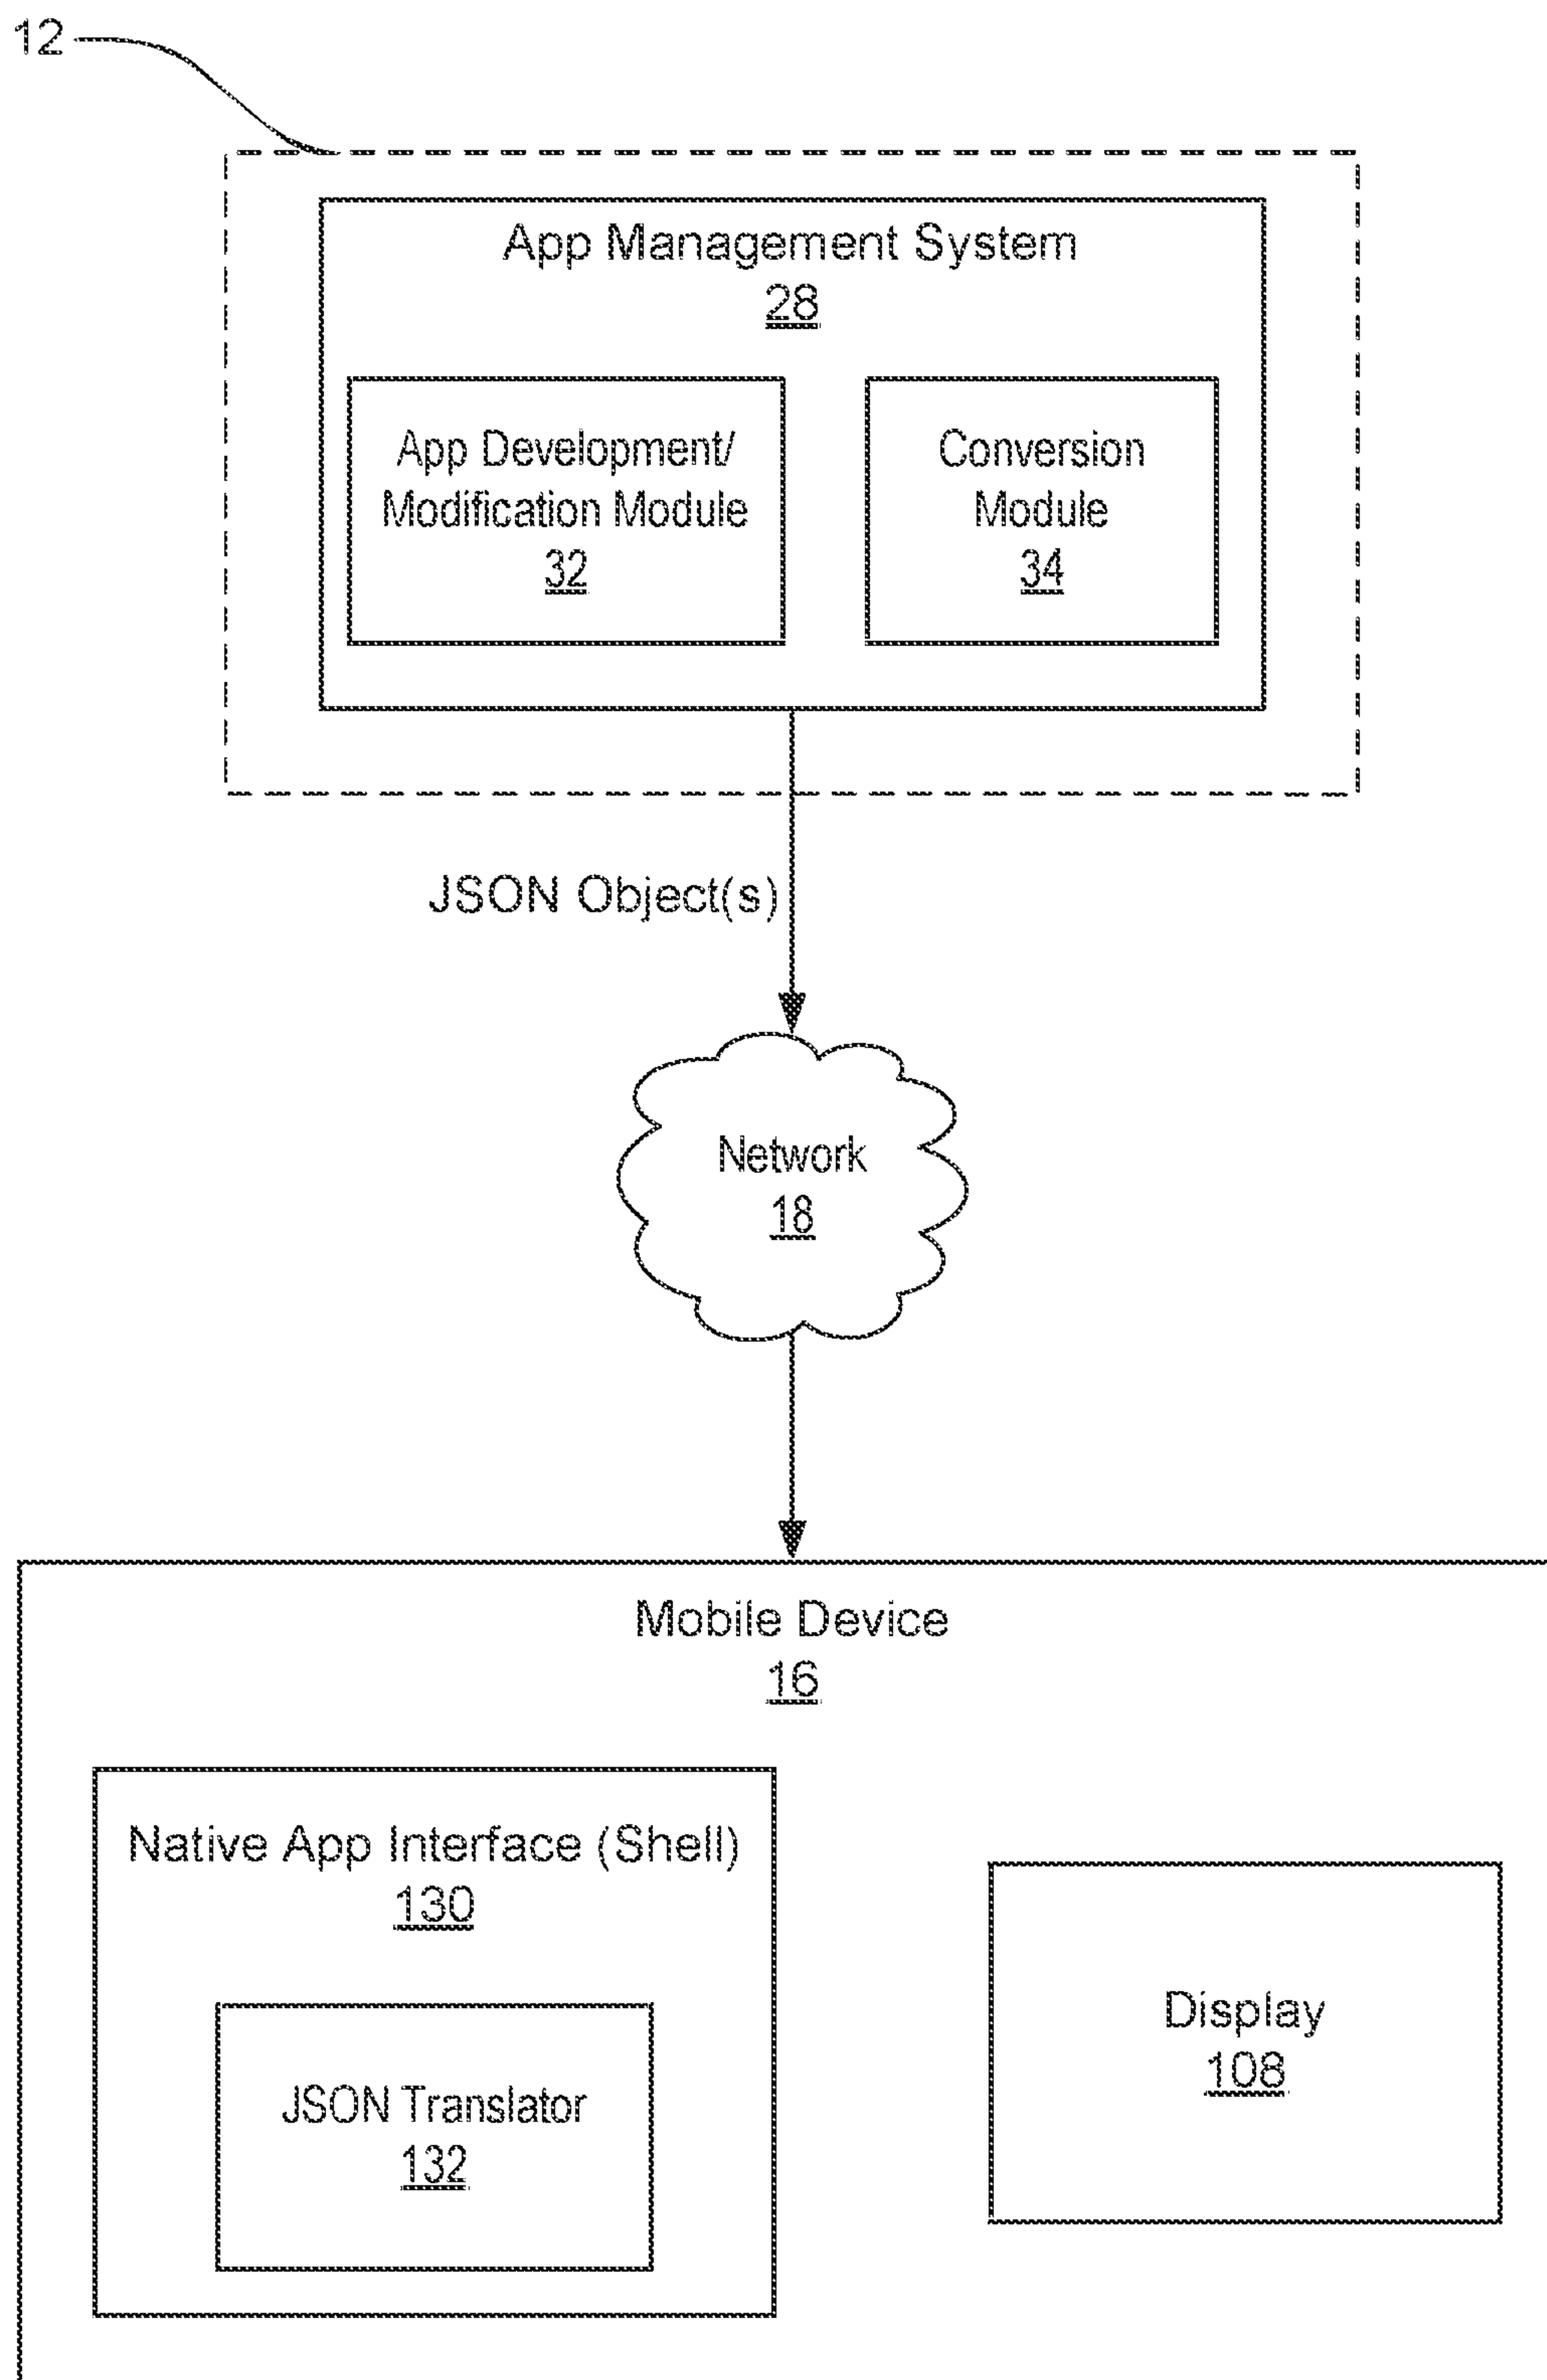 12
App Management System
28
App Development/
Modification Module
32
Conversion
Module
34
JSON Object(s)
Network
18
Mobile Device
16
Native App Interface (Shell)
130
JSON Translator
132
Display
108